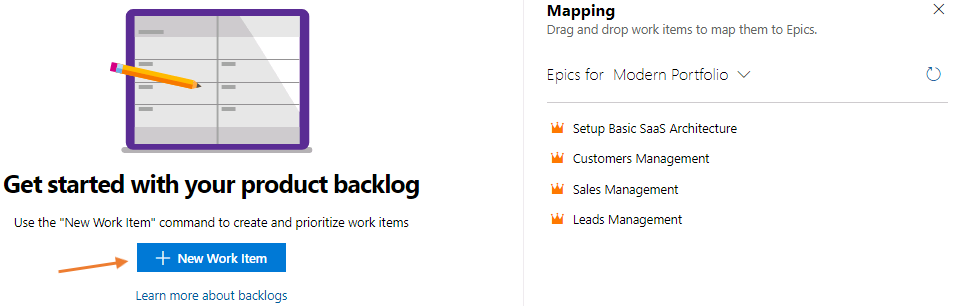 Get started with your product backlog
Use the "New Work Item" command to create and prioritize work items
New Work Item
Learn more about backlogs
Mapping
Drag and drop work items to map them to Epics.
Epics for Modern Portfolio
Setup Basic SaaS Architecture
Customers Management
Sales Management
Leads Management